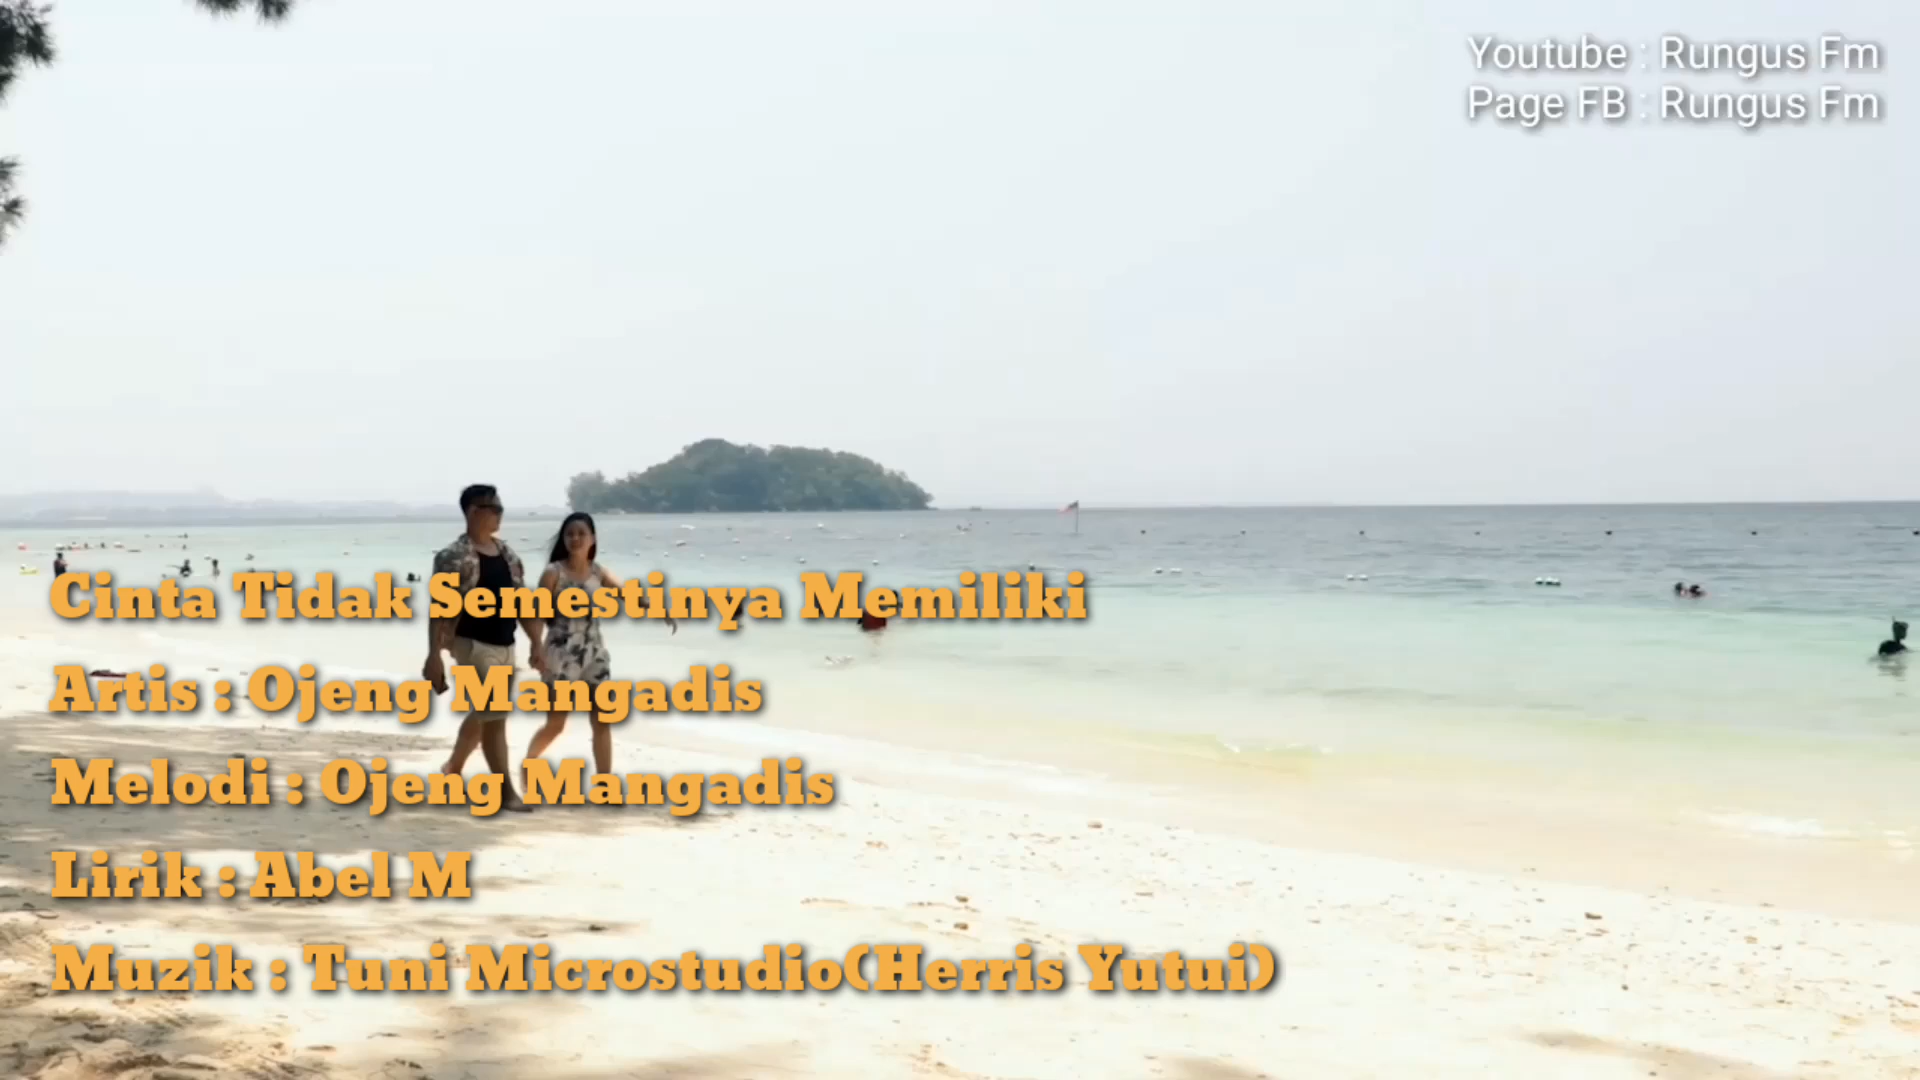 Youtube : Rungus Fm
Page FB : Rungus Fm
Cinta Tidak Semestinya Memiliki
Artis : Ojeng Mangadis
Melodi : Ojeng Mangadis
Lirik : Abel M
Muzik : Tuni Microstudio(Herris Yutui)